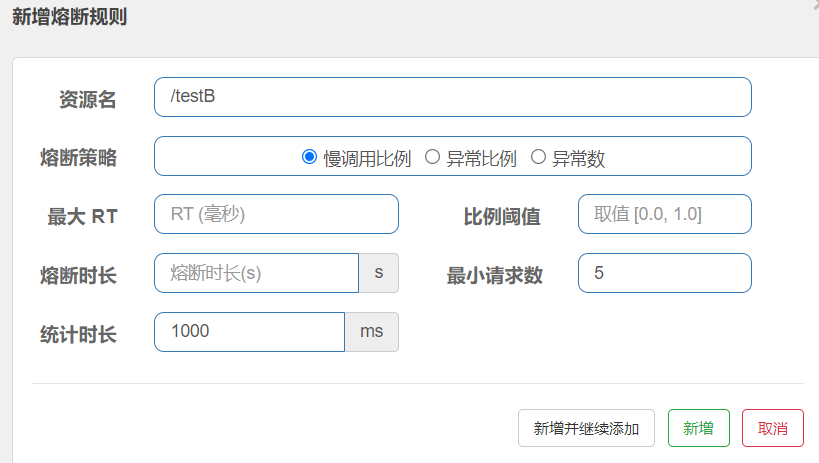 新增熔断规则
资源名 /testB
熔断策略 慢调用比例 异常比例 异常数
最大 RT RT (毫秒) 比例阈值 取值 [0.0, 1.0]
熔断时长 熔断时长(s) s 最小请求数 5
统计时长 1000 ms
新增并继续添加 新增 取消